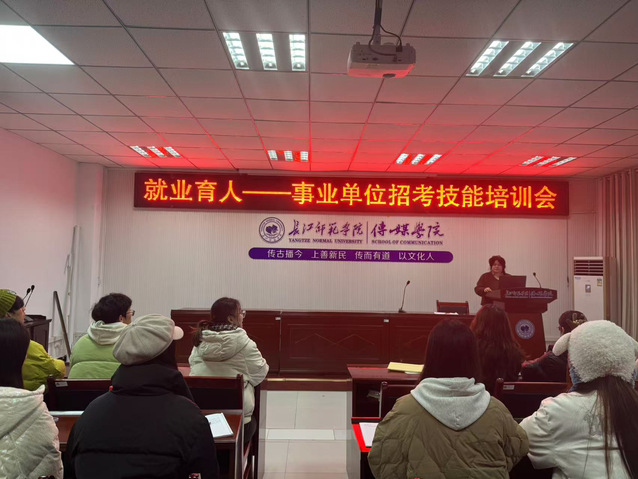 就业育人——事业单位招考技能培训会
长江师范学院 传媒学院
YANGTZE NORMAL UNIVERSITY SCHOOL OF COMMUNICATION
传古播今 上善新民 传而有道 以文化人